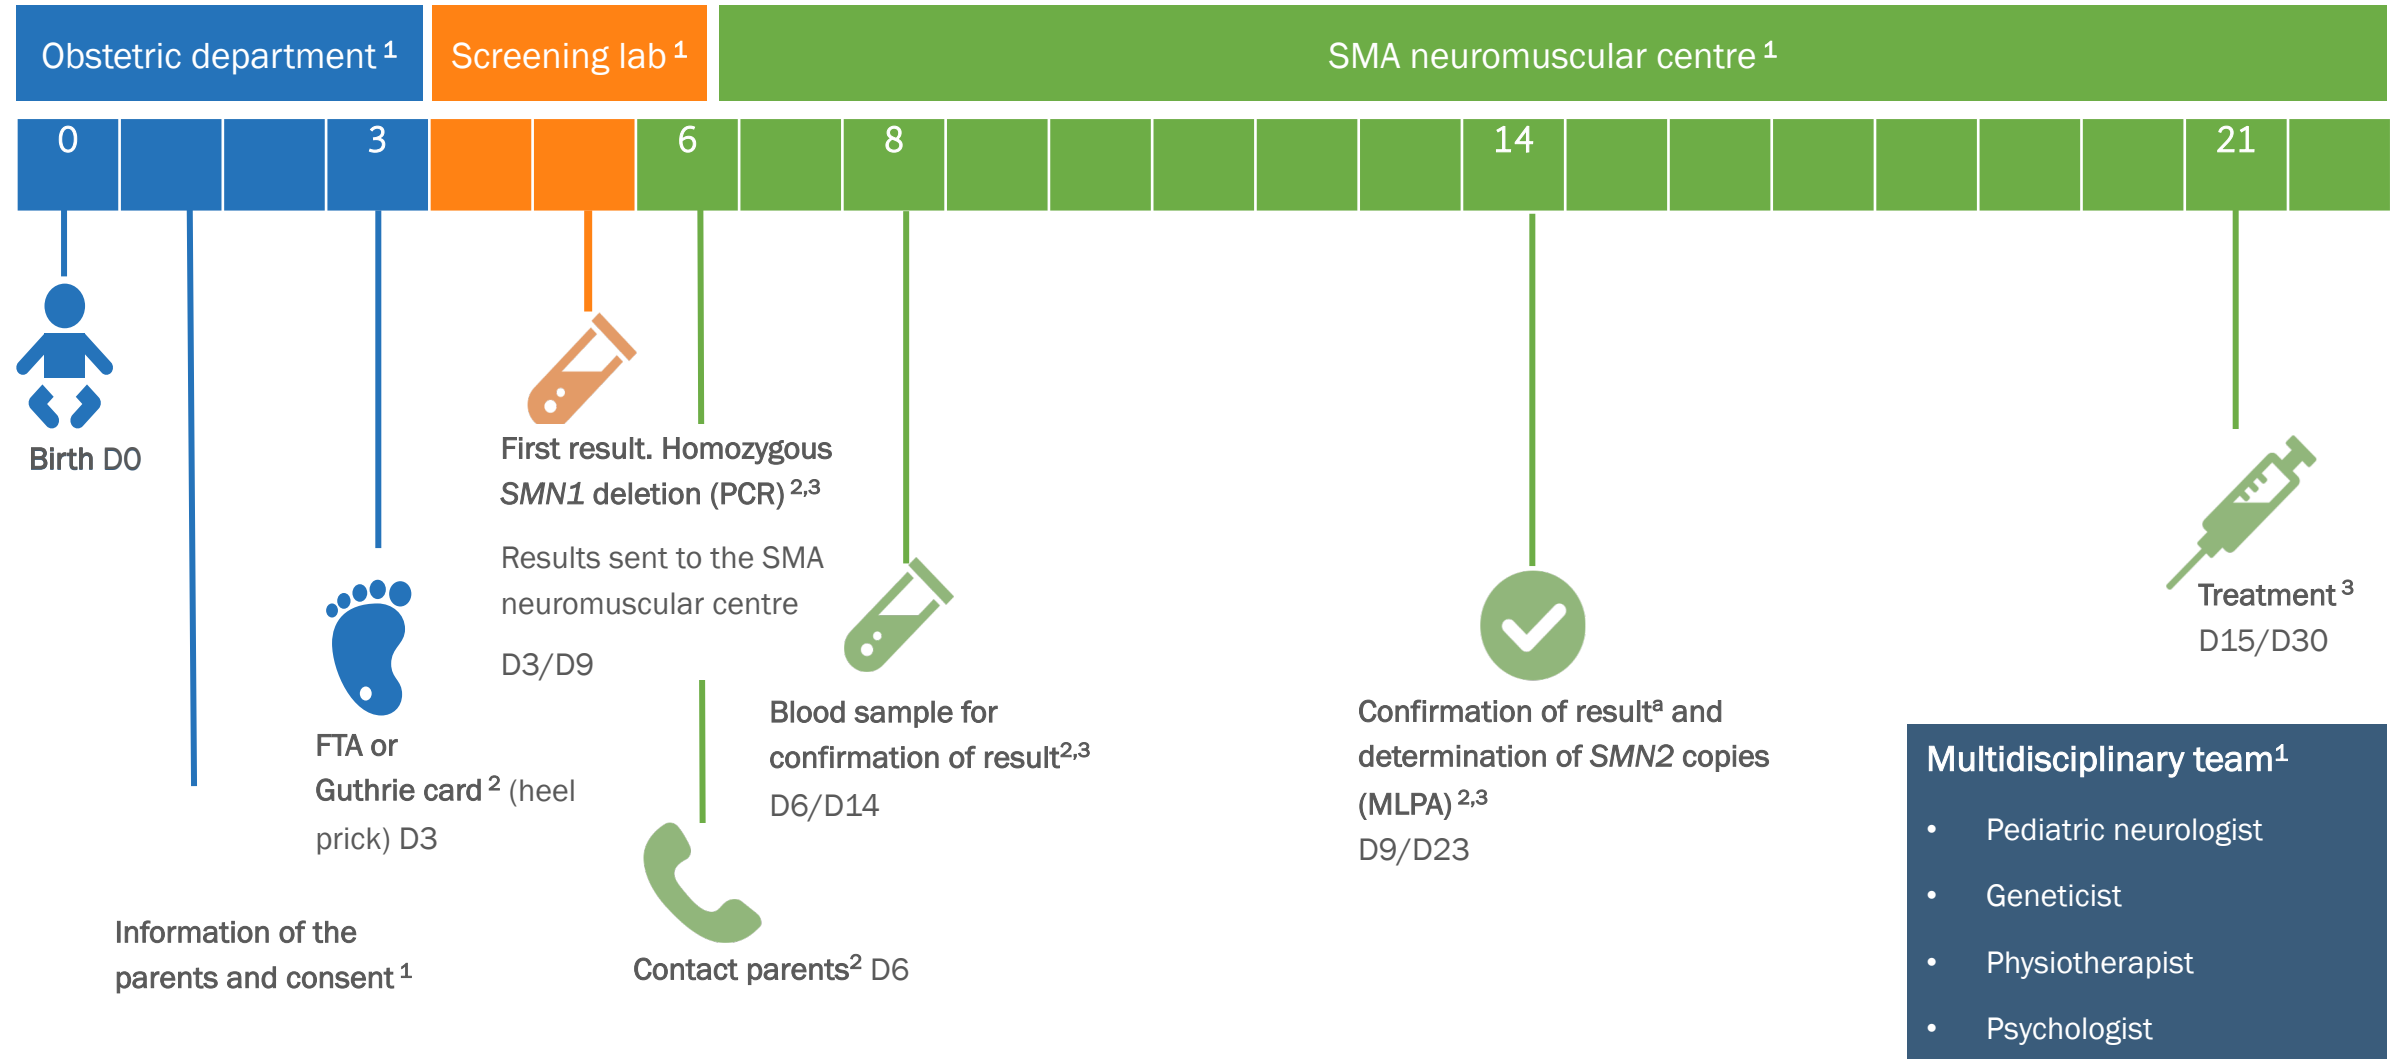 Obstetric department 1
Screening lab 1
SMA neuromuscular centre 1
0
3
6
8
14
21
Birth D0
Information of the
parents and consent 1
FTA or
Guthrie card 2 (heel
prick) D3
First result. Homozygous
SMN1 deletion (PCR) 2,3
Results sent to the SMA
neuromuscular centre
D3/D9
Contact parents2 D6
Blood sample for
confirmation of result2,3
D6/D14
Confirmation of resulta and
determination of SMN2 copies
(MLPA) 2,3
D9/D23
Treatment 3
D15/D30
Multidisciplinary team1
• Pediatric neurologist
• Geneticist
• Physiotherapist
• Psychologist